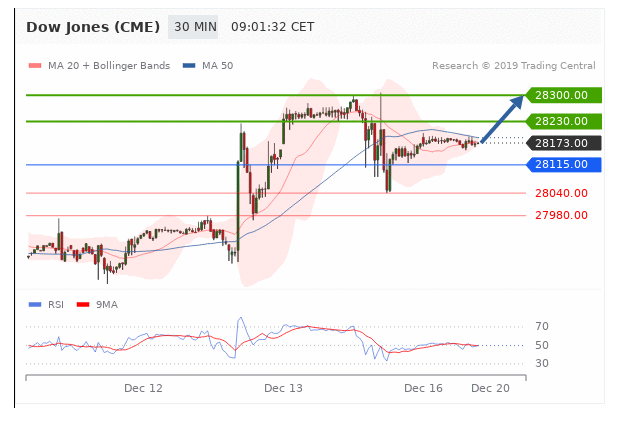 Dow Jones (CME) 30 MIN 09:01:32 CET
MA 20 + Bollinger Bands MA 50 Research © 2019 Trading Central
28300.00
28230.00
28173.00
28115.00
28040.00
27980.00
RSI 9MA
70
50
30
Dec 12 Dec 13 Dec 16 Dec 20